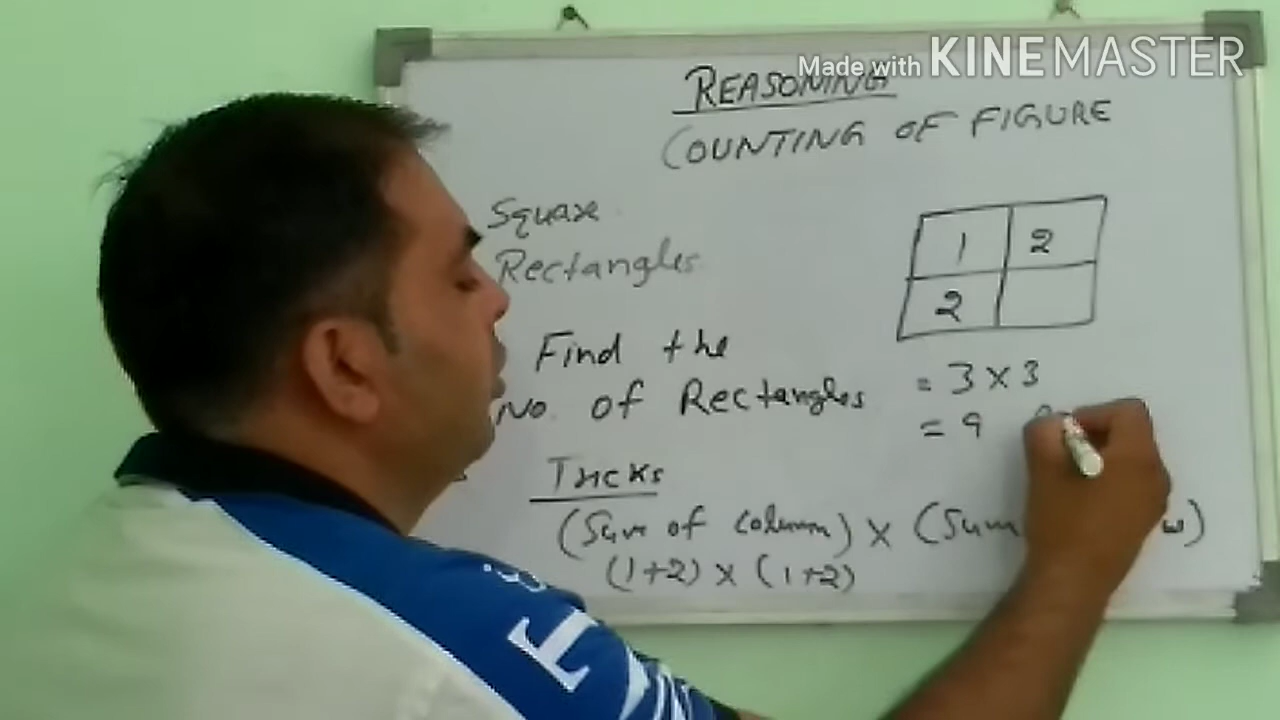 Made with KINEMASTER
REASONING
COUNTING OF FIGURE
Square
Rectangles
1 2
2
Find the
No. of Rectangles
= 3 x 3
= 9
Tricks
(Sum of Column) x (Sum
(1+2) x (1+2)